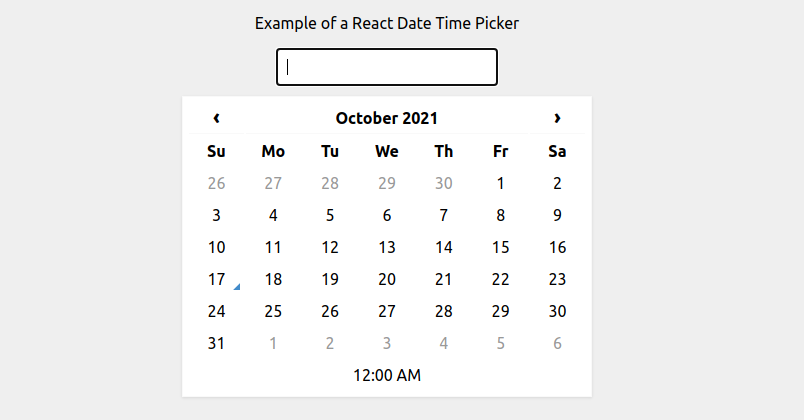 Example of a React Date Time Picker
‹ October 2021 ›
Su Mo Tu We Th Fr Sa
26 27 28 29 30 1 2
3 4 5 6 7 8 9
10 11 12 13 14 15 16
17 18 19 20 21 22 23
24 25 26 27 28 29 30
31 1 2 3 4 5 6
12:00 AM